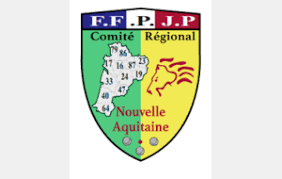 F.F.P.J.P
Comité Régional
79 86
17 16 87 23
19
33 24
40 47
64
Nouvelle
Aquitaine